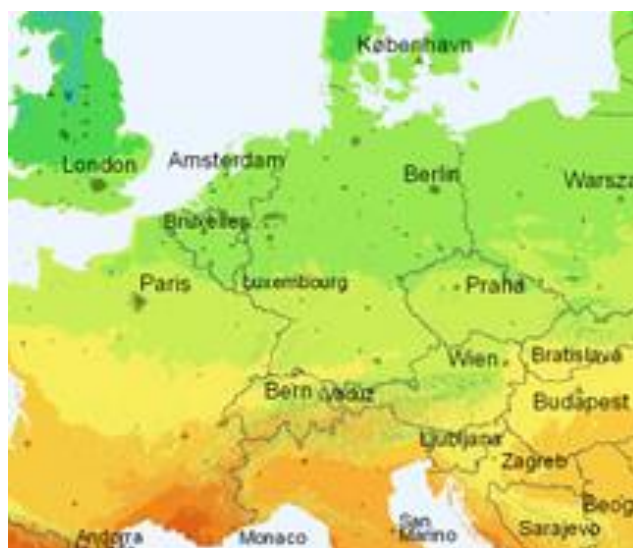 København
London
Amsterdam
Berlin
Warsza
Bruxelles
Paris
Luxembourg
Praha
Wien
Bratislava
Bern
Vaduz
Budapest
Ljubljana
Zagreb
Beog
San
Marino
Sarajevo
Andorra
Monaco